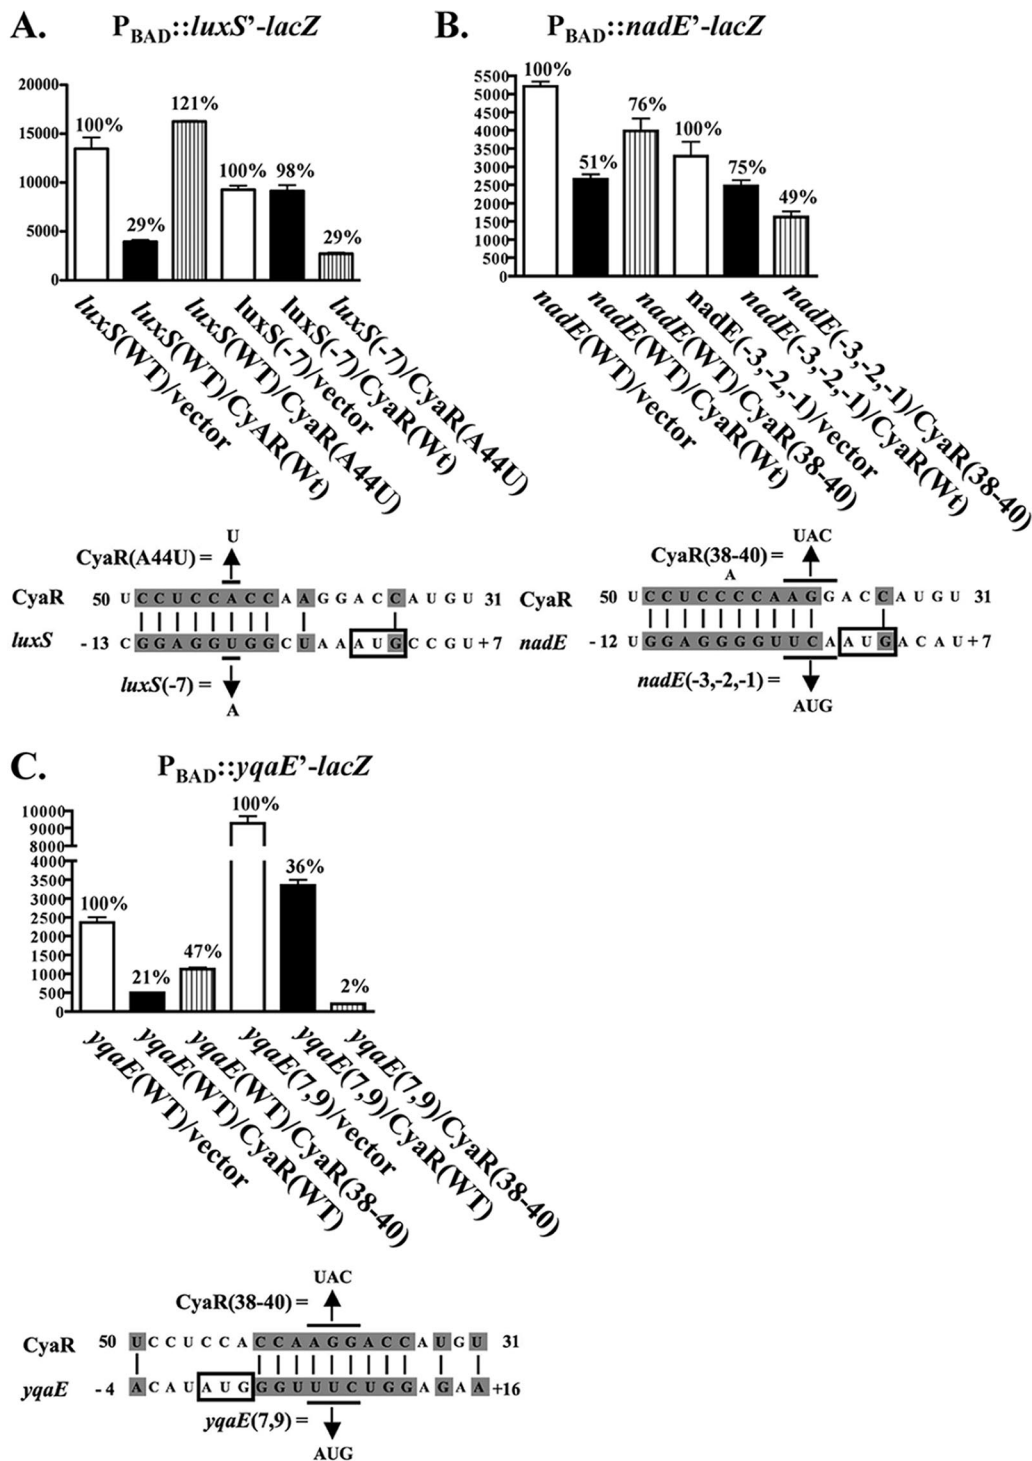 A. P_BAD::luxS'-lacZ
20000
15000
10000
5000
0
100%
29%
121%
100%
98%
29%
luxS(WT)/vector
luxS(WT)/CyAR(Wt)
luxS(WT)/CyaR(A44U)
luxS(-7)/vector
luxS(-7)/CyaR(Wt)
luxS(-7)/CyaR(A44U)
U
CyaR(A44U) =
CyaR 50 U C C U C C A C C A A G G A C C A U G U 31
luxS - 13 C G G A G G U G G C U A A A U G C C G U +7
luxS(-7) =
A
B. P_BAD::nadE'-lacZ
5500
5000
4500
4000
3500
3000
2500
2000
1500
1000
500
0
100%
51%
76%
100%
75%
49%
nadE(WT)/vector
nadE(WT)/CyaR(Wt)
nadE(WT)/CyaR(38-40)
nadE(-3,-2,-1)/vector
nadE(-3,-2,-1)/CyaR(Wt)
nadE(-3,-2,-1)/CyaR(38-40)
UAC
CyaR(38-40) =
A
CyaR 50 U C C U C C C C A A G G A C C A U G U 31
nadE - 12 U G G A G G G G U U C A A U G A C A U +7
nadE(-3,-2,-1) =
AUG
C. P_BAD::yqaE'-lacZ
10000
9000
8000
4000
3500
3000
2500
2000
1500
1000
500
0
100%
21%
47%
100%
36%
2%
yqaE(WT)/vector
yqaE(WT)/CyaR(WT)
yqaE(WT)/CyaR(38-40)
yqaE(7,9)/vector
yqaE(7,9)/CyaR(WT)
yqaE(7,9)/CyaR(38-40)
UAC
CyaR(38-40) =
CyaR 50 U C C U C C A C C A A G G A C C A U G U 31
yqaE - 4 A C A U A U G G G U U U C U G G A G A A +16
yqaE(7,9) =
AUG